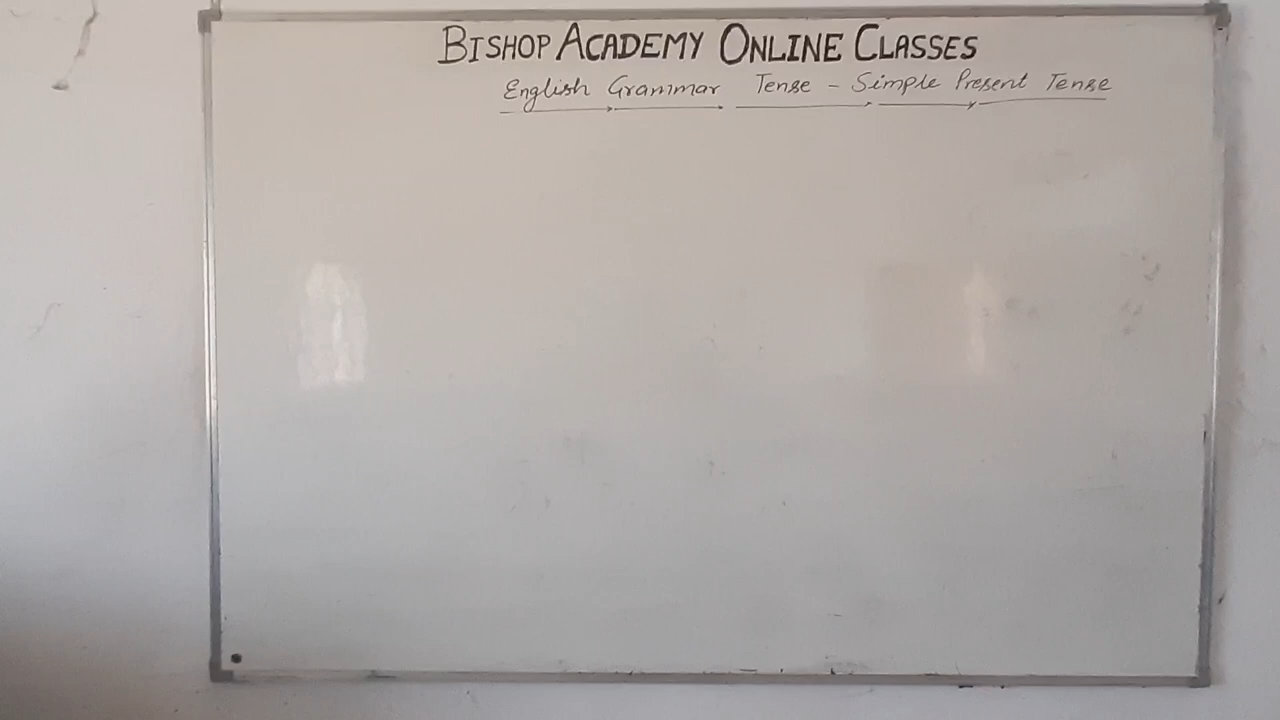 BISHOP ACADEMY ONLINE CLASSES
English Grammar Tense - Simple Present Tense